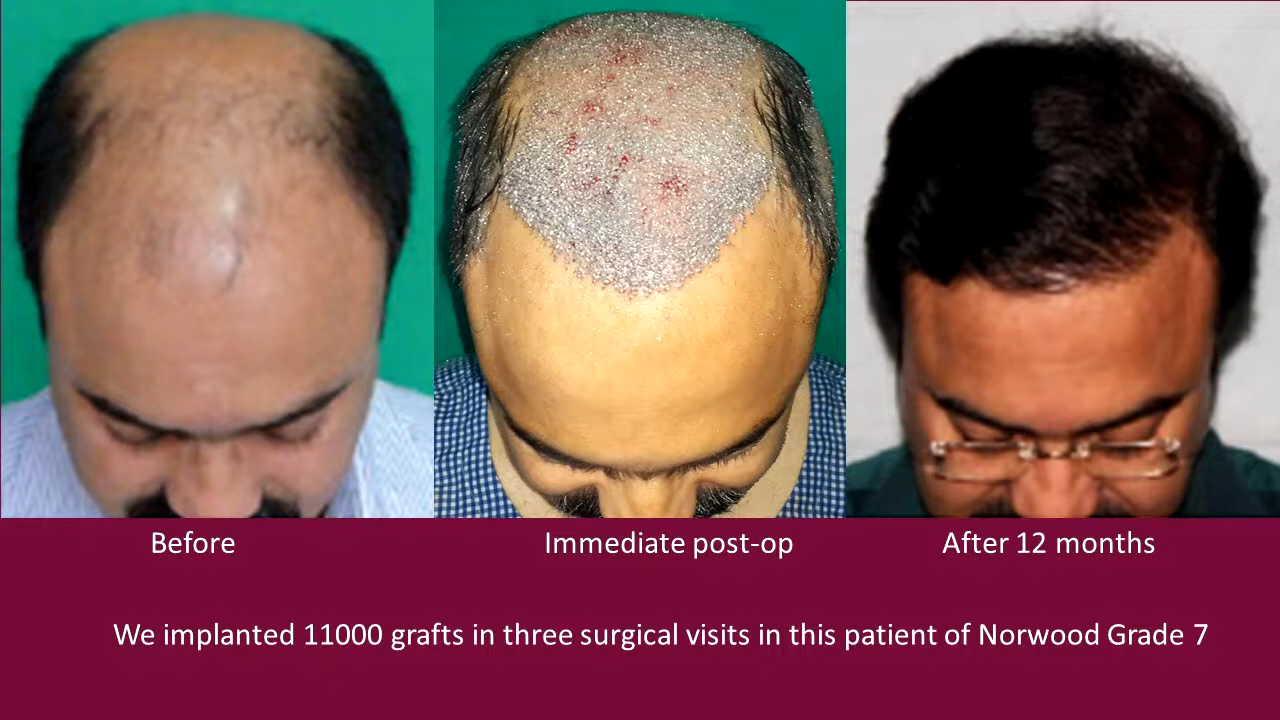 Before
Immediate post-op
After 12 months
We implanted 11000 grafts in three surgical visits in this patient of Norwood Grade 7